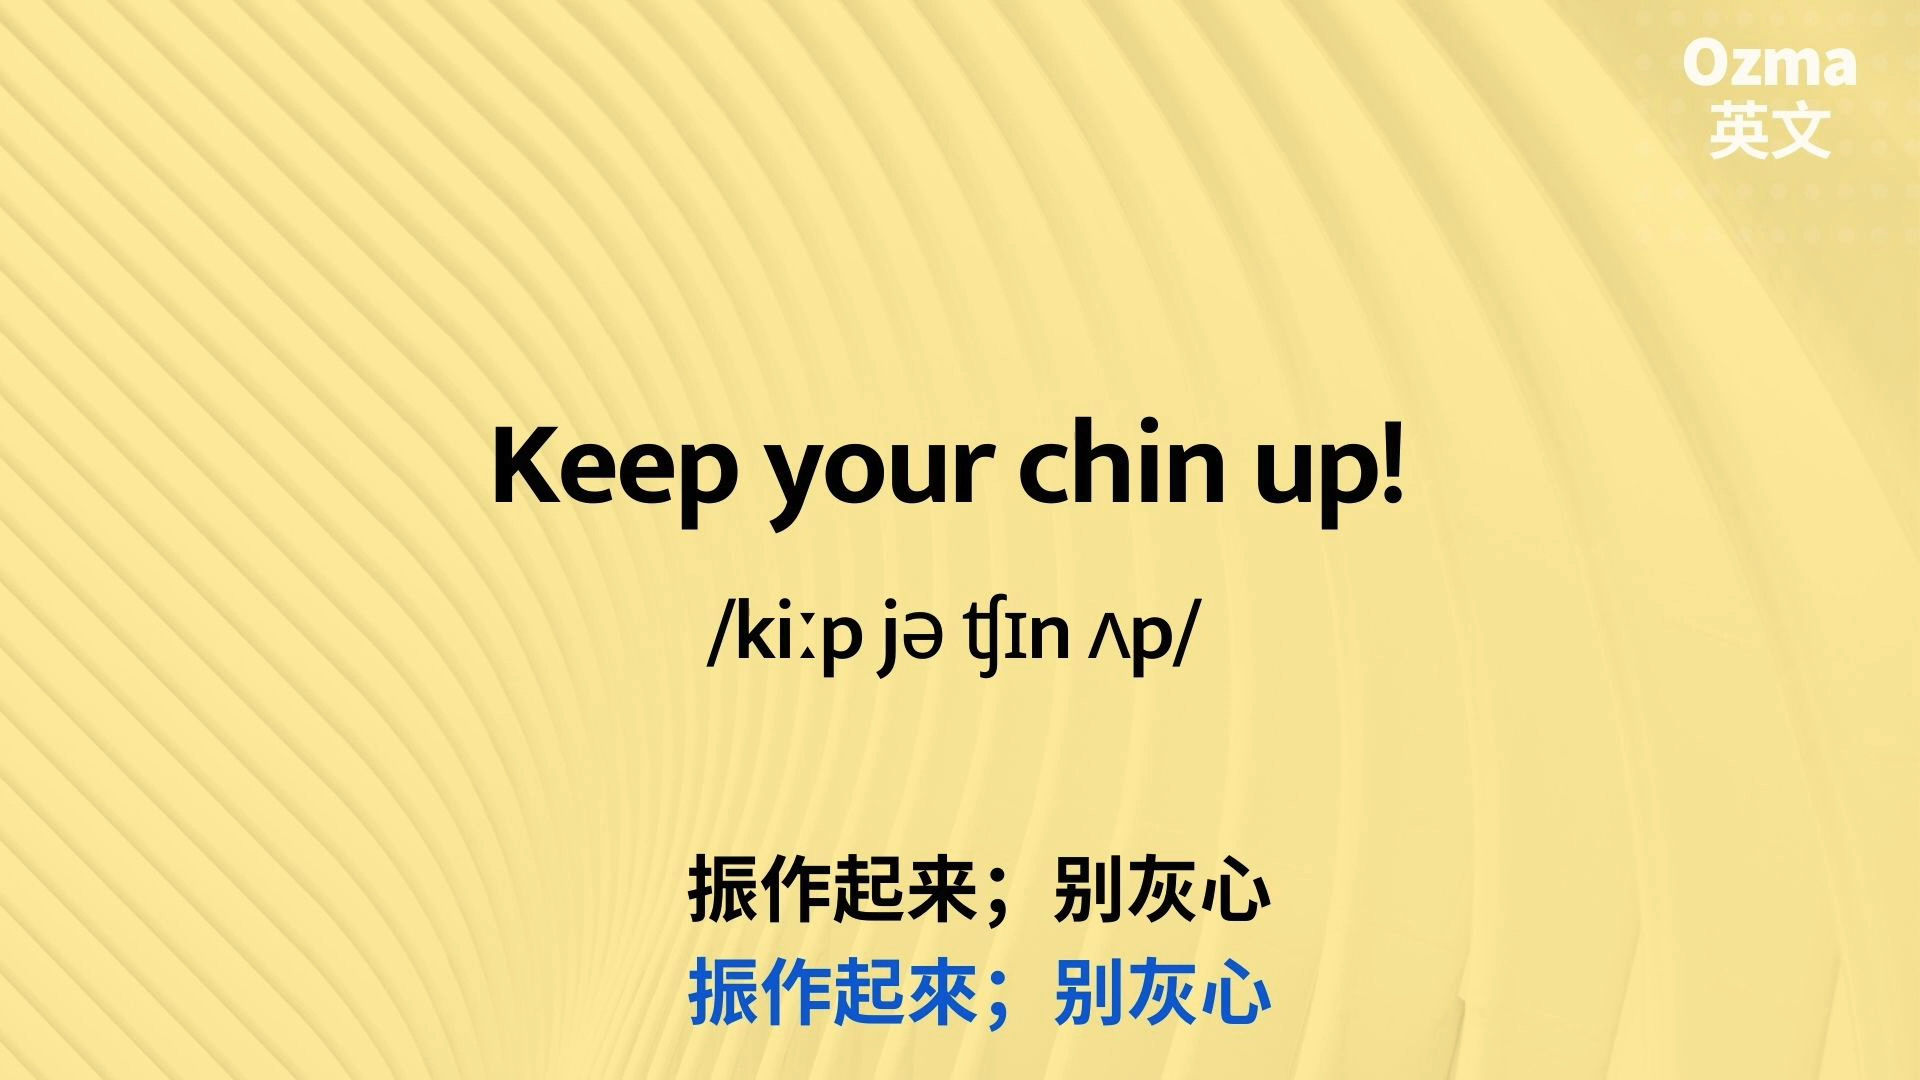 Ozma
英文
Keep your chin up!
/kiːp jə ʧɪn ʌp/
振作起来；别灰心
振作起來；别灰心